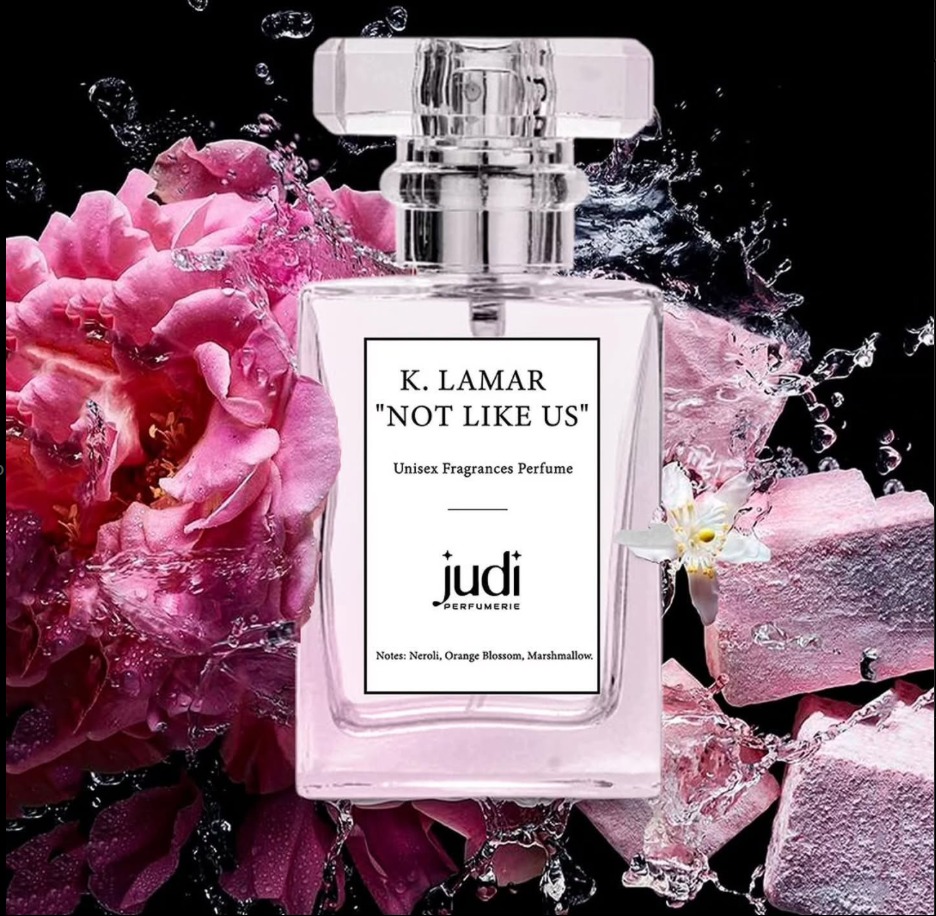 K. LAMAR
"NOT LIKE US"
Unisex Fragrances Perfume
judi
PERFUMERIE
Notes: Neroli, Orange Blossom, Marshmallow.